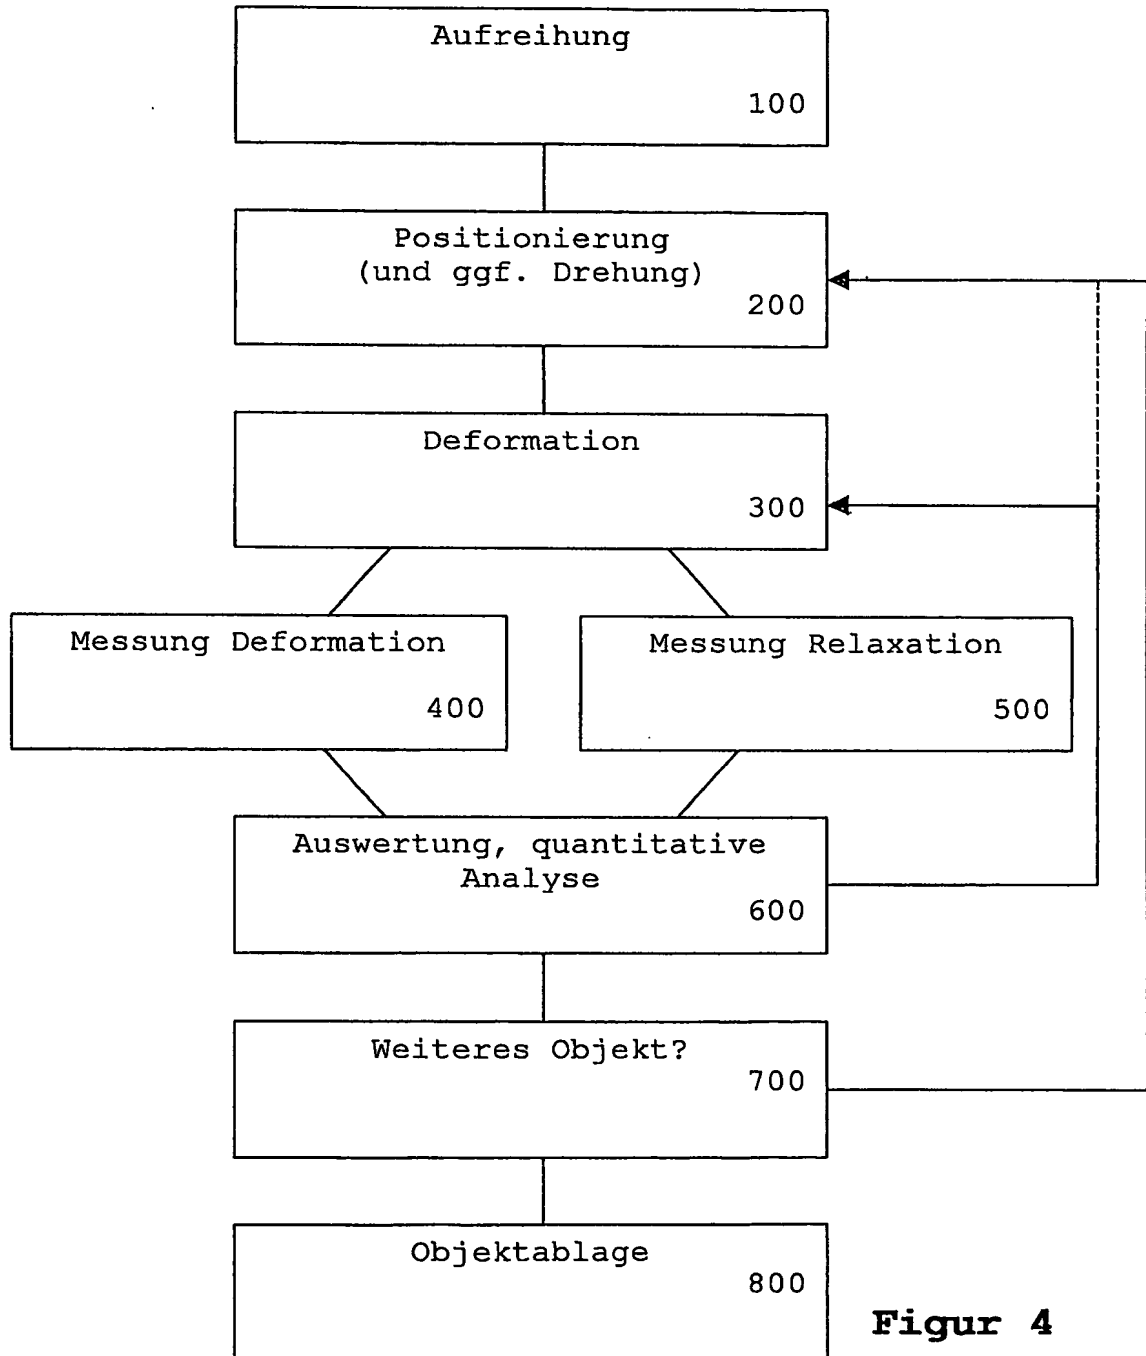 Aufreihung
100
Positionierung
(und ggf. Drehung)
200
Deformation
300
Messung Deformation
400
Messung Relaxation
500
Auswertung, quantitative
Analyse
600
Weiteres Objekt?
700
Objektablage
800
Figur 4